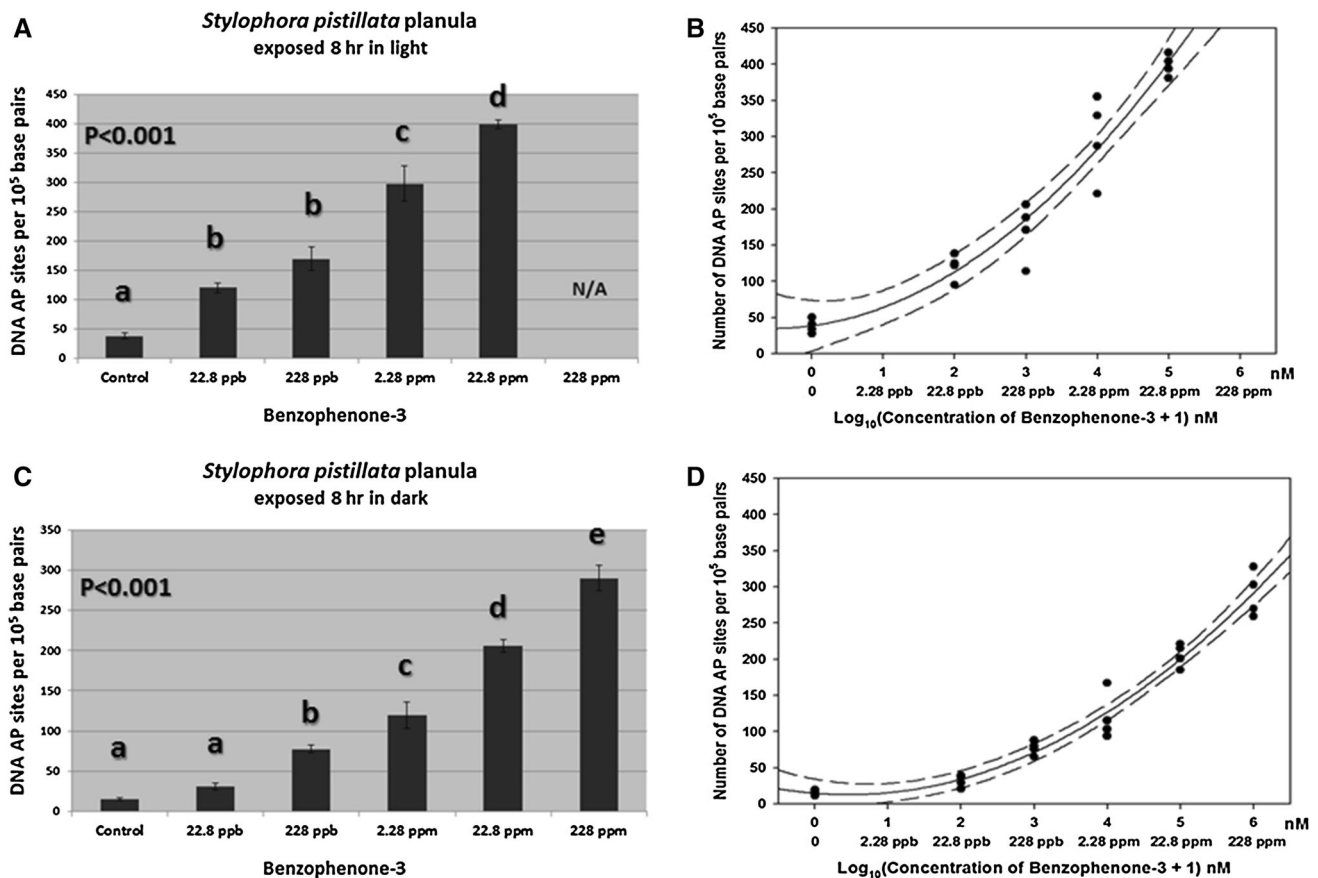 A
Stylophora pistillata planula
exposed 8 hr in light
DNA AP sites per 10⁵ base pairs
450
400
350
300
250
200
150
100
50
0
P<0.001
a
b
b
c
d
N/A
Control 22.8 ppb 228 ppb 2.28 ppm 22.8 ppm 228 ppm
Benzophenone-3
B
Number of DNA AP sites per 10⁵ base pairs
450
400
350
300
250
200
150
100
50
0
0 1 2 3 4 5 6 nM
0 2.28 ppb 22.8 ppb 228 ppb 2.28 ppm 22.8 ppm 228 ppm
Log₁₀(Concentration of Benzophenone-3 + 1) nM
C
Stylophora pistillata planula
exposed 8 hr in dark
DNA AP sites per 10⁵ base pairs
350
300
250
200
150
100
50
0
P<0.001
a
a
b
c
d
e
Control 22.8 ppb 228 ppb 2.28 ppm 22.8 ppm 228 ppm
Benzophenone-3
D
Number of DNA AP sites per 10⁵ base pairs
450
400
350
300
250
200
150
100
50
0
0 1 2 3 4 5 6 nM
0 2.28 ppb 22.8 ppb 228 ppb 2.28 ppm 22.8 ppm 228 ppm
Log₁₀(Concentration of Benzophenone-3 + 1) nM